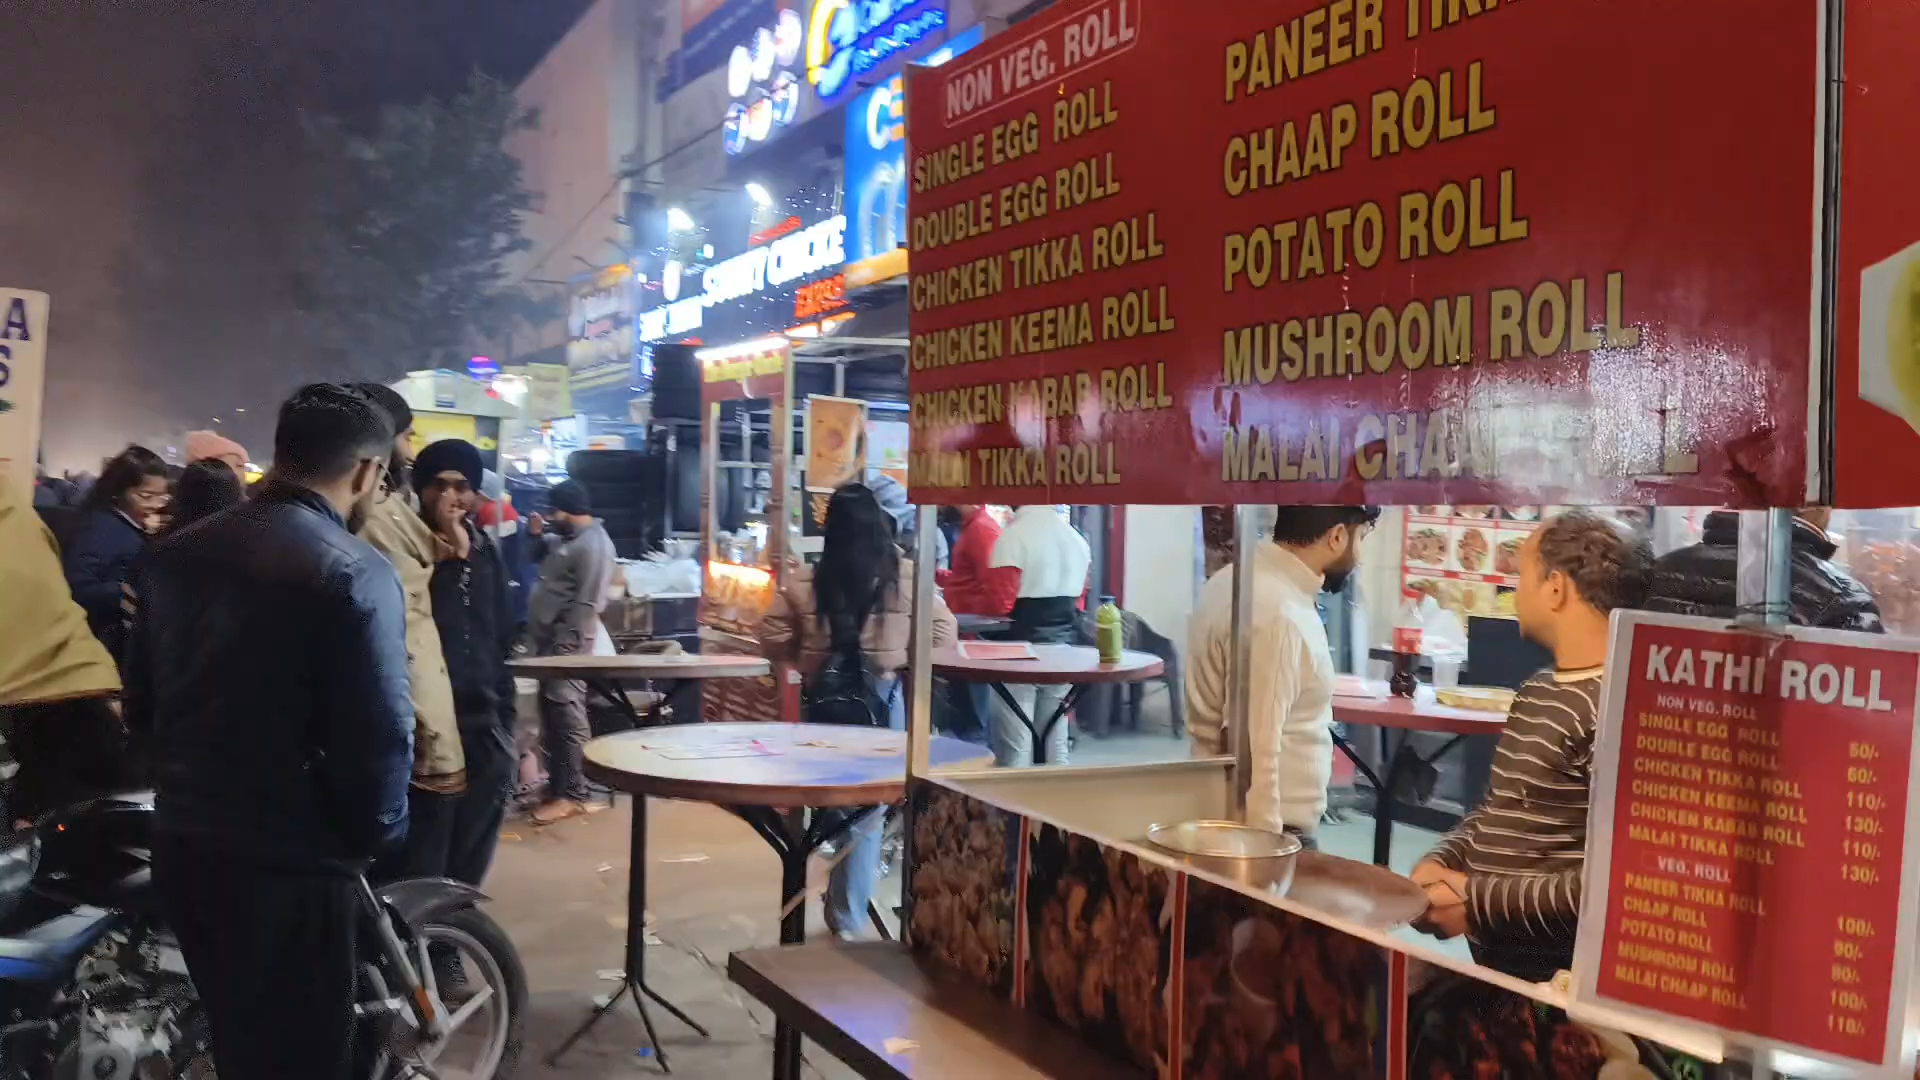 NON VEG. ROLL
SINGLE EGG ROLL
DOUBLE EGG ROLL
CHICKEN TIKKA ROLL
CHICKEN KEEMA ROLL
CHICKEN KABAB ROLL
MALAI TIKKA ROLL
PANEER
CHAAP ROLL
POTATO ROLL
MUSHROOM ROLL
MALAI
KATHI ROLL
NON VEG. ROLL
SINGLE EGG ROLL 50/-
DOUBLE EGG ROLL 60/-
CHICKEN TIKKA ROLL 110/-
CHICKEN KEEMA ROLL 130/-
CHICKEN KABAB ROLL 110/-
MALAI TIKKA ROLL 130/-
VEG. ROLL
PANEER TIKKA ROLL 100/-
CHAAP ROLL 90/-
POTATO ROLL 80/-
MUSHROOM ROLL 100/-
MALAI CHAAP ROLL 110/-